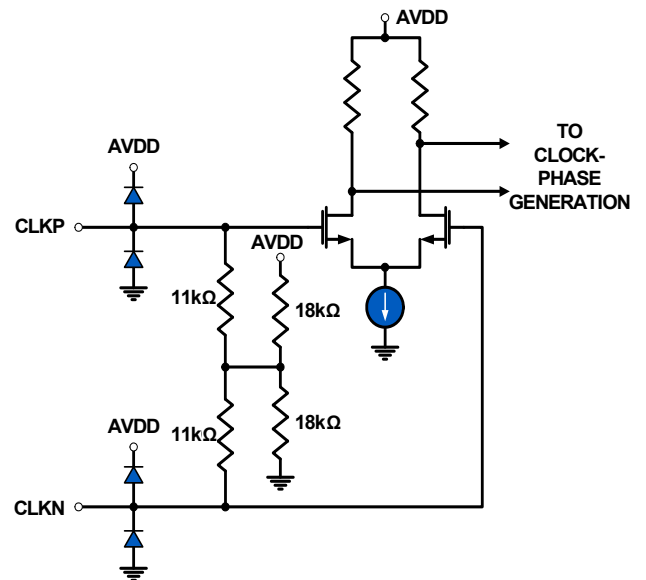 AVDD
TO
CLOCK-
PHASE
GENERATION
AVDD
CLKP
AVDD
11kΩ
18kΩ
11kΩ
18kΩ
AVDD
CLKN